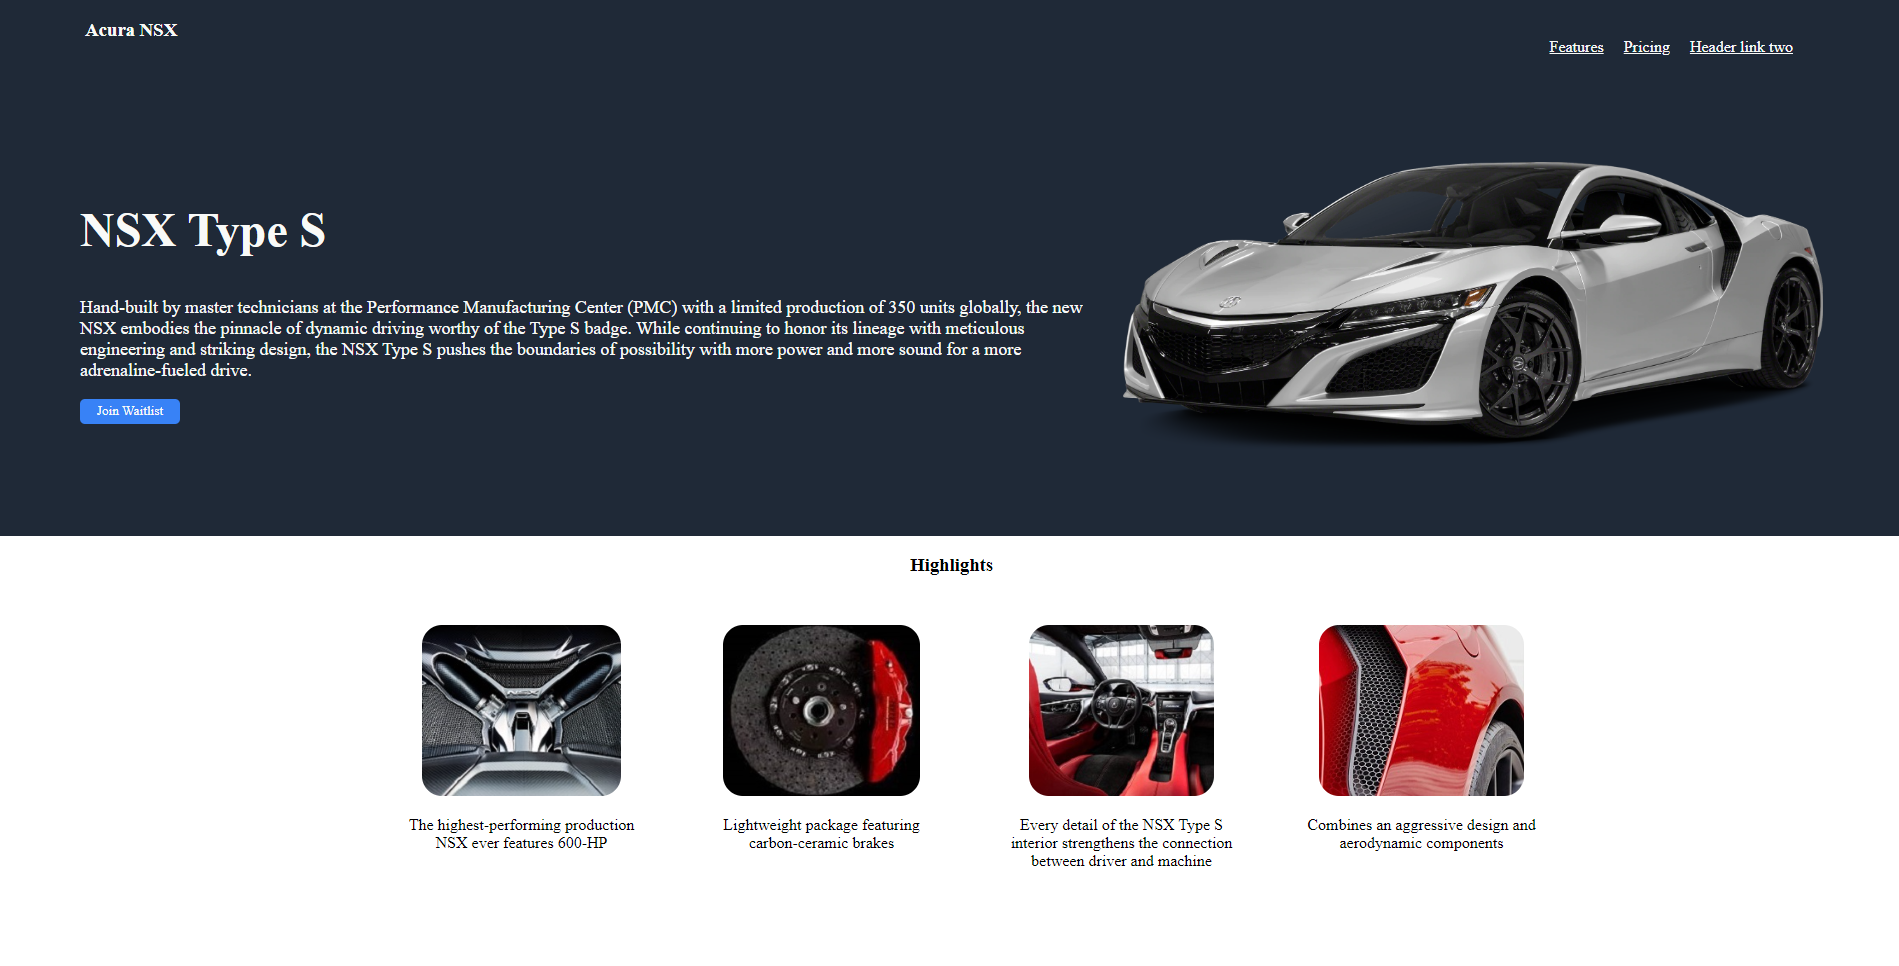 Acura NSX
Features Pricing Header link two
NSX Type S
Hand-built by master technicians at the Performance Manufacturing Center (PMC) with a limited production of 350 units globally, the new
NSX embodies the pinnacle of dynamic driving worthy of the Type S badge. While continuing to honor its lineage with meticulous
engineering and striking design, the NSX Type S pushes the boundaries of possibility with more power and more sound for a more
adrenaline-fueled drive.
Join Waitlist
Highlights
NSX
The highest-performing production
NSX ever features 600-HP
Lightweight package featuring
carbon-ceramic brakes
Every detail of the NSX Type S
interior strengthens the connection
between driver and machine
Combines an aggressive design and
aerodynamic components